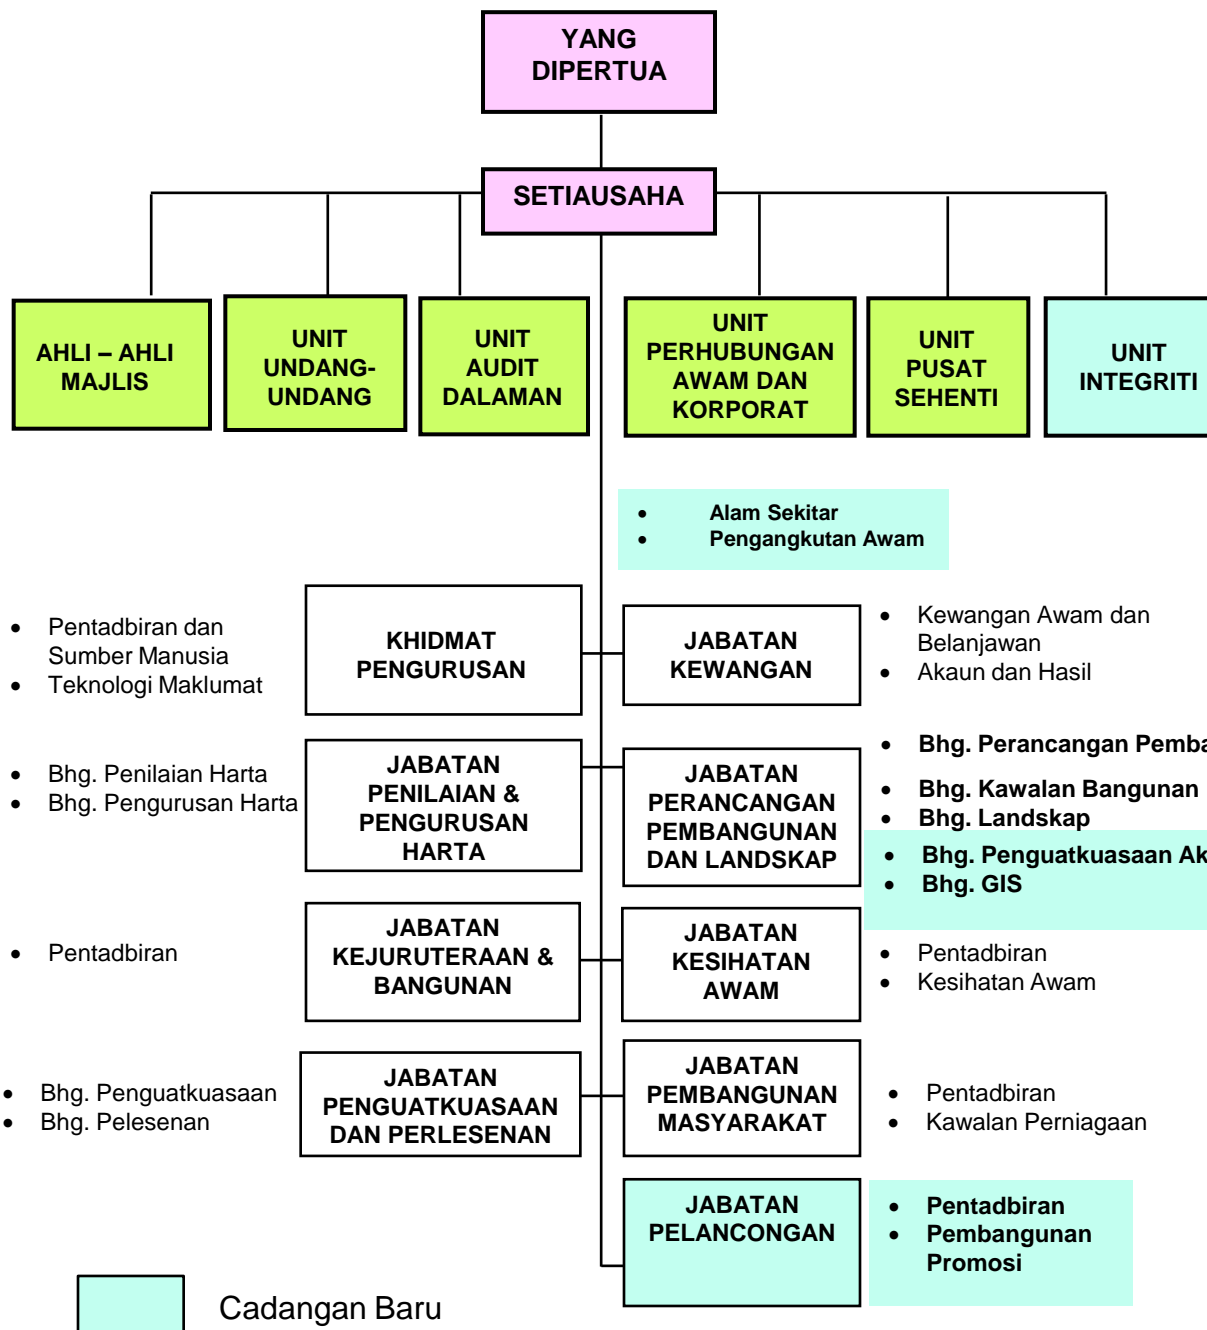 YANG
DIPERTUA
SETIAUSAHA
AHLI – AHLI
MAJLIS
UNIT
UNDANG-
UNDANG
UNIT
AUDIT
DALAMAN
UNIT
PERHUBUNGAN
AWAM DAN
KORPORAT
UNIT
PUSAT
SEHENTI
UNIT
INTEGRITI
• Alam Sekitar
• Pengangkutan Awam
• Pentadbiran dan
Sumber Manusia
• Teknologi Maklumat
KHIDMAT
PENGURUSAN
JABATAN
KEWANGAN
• Kewangan Awam dan
Belanjawan
• Akaun dan Hasil
• Bhg. Penilaian Harta
• Bhg. Pengurusan Harta
JABATAN
PENILAIAN &
PENGURUSAN
HARTA
JABATAN
PERANCANGAN
PEMBANGUNAN
DAN LANDSKAP
• Bhg. Perancangan
• Bhg. Kawalan Bangunan
• Bhg. Landskap
• Bhg. Penguatkuasaan
• Bhg. GIS
• Pentadbiran
JABATAN
KEJURUTERAAN &
BANGUNAN
JABATAN
KESIHATAN
AWAM
• Pentadbiran
• Kesihatan Awam
• Bhg. Penguatkuasaan
• Bhg. Pelesenan
JABATAN
PENGUATKUASAAN
DAN PERLESENAN
JABATAN
PEMBANGUNAN
MASYARAKAT
• Pentadbiran
• Kawalan Perniagaan
JABATAN
PELANCONGAN
• Pentadbiran
• Pembangunan
Promosi
Cadangan Baru